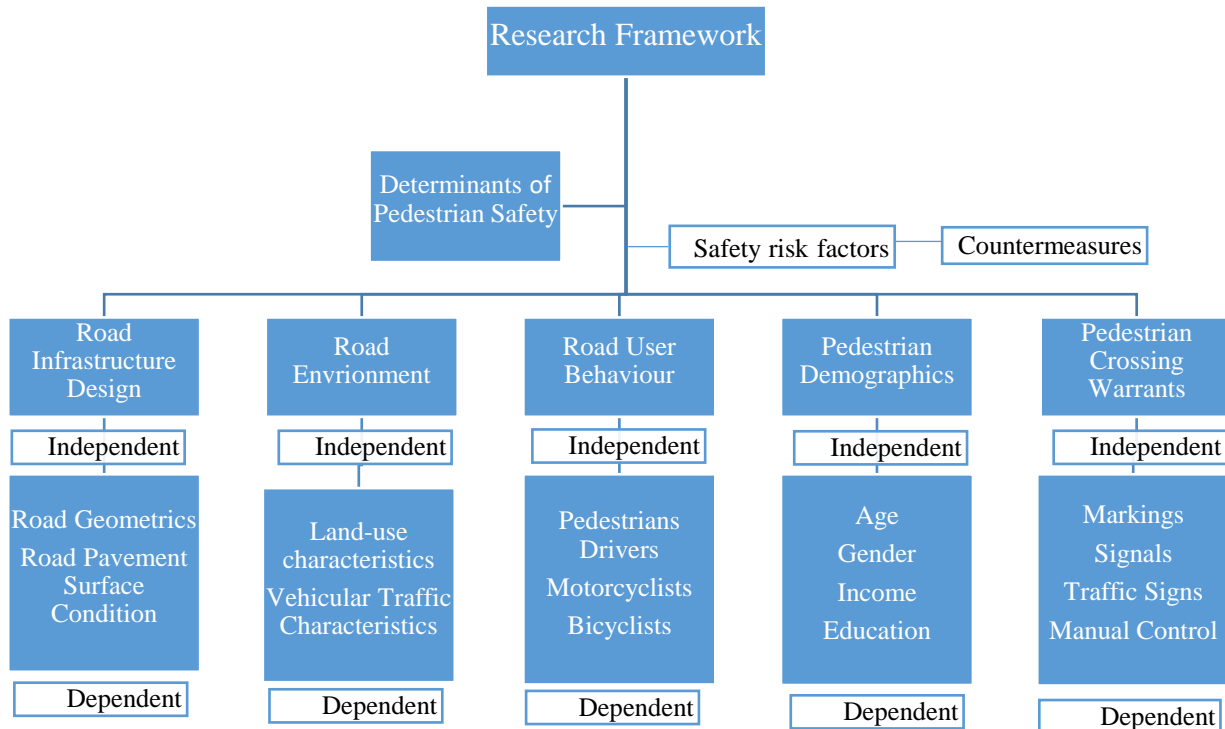 Research Framework
Determinants of
Pedestrian Safety
Safety risk factors
Countermeasures
Road
Infrastructure
Design
Road
Envrionment
Road User
Behaviour
Pedestrian
Demographics
Pedestrian
Crossing
Warrants
Independent
Independent
Independent
Independent
Independent
Road Geometrics
Road Pavement
Surface
Condition
Land-use
characteristics
Vehicular Traffic
Characteristics
Pedestrians
Drivers
Motorcyclists
Bicyclists
Age
Gender
Income
Education
Markings
Signals
Traffic Signs
Manual Control
Dependent
Dependent
Dependent
Dependent
Dependent